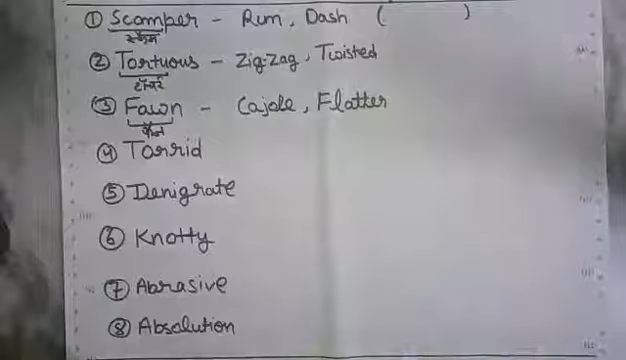 ① Scamper - Run, Dash ( )
स्कैम
② Tortuous - Zig-Zag, Twisted
टॉर्चर
③ Fawn - Cajole, Flatter
फॅन
④ Torrid
⑤ Denigrate
⑥ Knotty
⑦ Abrasive
⑧ Absolution